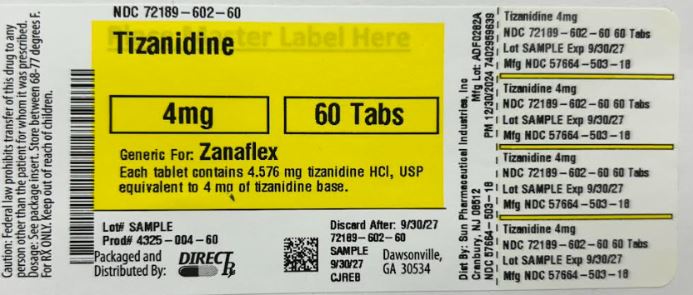 NDC 72189-602-60
Place Master Label Here
Tizanidine
4mg
60 Tabs
Generic For: Zanaflex
Each tablet contains 4.576 mg tizanidine HCl, USP
equivalent to 4 mg of tizanidine base.
Lot# SAMPLE
Prod# 4325-004-60
Packaged and
Distributed By:
DIRECT Rx
Discard After: 9/30/27
72189-602-60
SAMPLE
9/30/27
CJREB
Dawsonville,
GA 30534
Caution: Federal law prohibits transfer of this drug to any
person other than the patient for whom it was prescribed.
Dosage: See package insert. Store between 68-77 degrees F.
For RX ONLY. Keep out of reach of children.
Dist By: Sun Pharmaceutical Industries, Inc
Cranbury, NJ 08512
NDC 57664-503-18
Mfg Lot: ADF0262A
PM 12/30/2024 7402959639
Tizanidine 4mg
NDC 72189-602-60 60 Tabs
Lot SAMPLE Exp 9/30/27
Mfg NDC 57664-503-18
Tizanidine 4mg
NDC 72189-602-60 60 Tabs
Lot SAMPLE Exp 9/30/27
Mfg NDC 57664-503-18
Tizanidine 4mg
NDC 72189-602-60 60 Tabs
Lot SAMPLE Exp 9/30/27
Mfg NDC 57664-503-18
Tizanidine 4mg
NDC 72189-602-60 60 Tabs
Lot SAMPLE Exp 9/30/27
Mfg NDC 57664-503-18